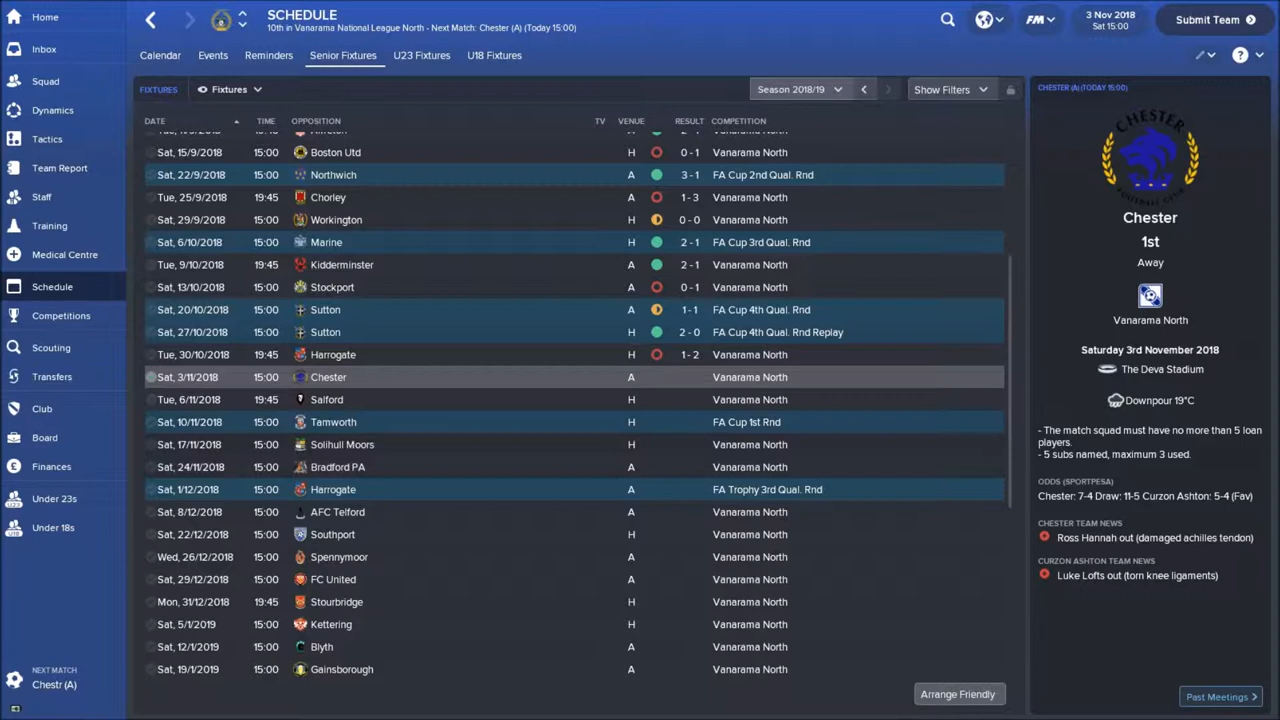 Home
SCHEDULE
10th in Vanarama National League North - Next Match: Chester (A) (Today 15:00)
FM
3 Nov 2018
Sat 15:00
Submit Team
Inbox
Squad
Dynamics
Tactics
Team Report
Staff
Training
Medical Centre
Schedule
Competitions
Scouting
Transfers
Club
Board
Finances
Under 23s
Under 18s
NEXT MATCH
Chestr (A)
Calendar Events Reminders Senior Fixtures U23 Fixtures U18 Fixtures
?
FIXTURES Fixtures Season 2018/19 Show Filters
DATE TIME OPPOSITION TV VENUE RESULT COMPETITION
Sat, 15/9/2018 15:00 Boston Utd H 0 - 1 Vanarama North
Sat, 22/9/2018 15:00 Northwich A 3 - 1 FA Cup 2nd Qual. Rnd
Tue, 25/9/2018 19:45 Chorley A 1 - 3 Vanarama North
Sat, 29/9/2018 15:00 Workington H 0 - 0 Vanarama North
Sat, 6/10/2018 15:00 Marine H 2 - 1 FA Cup 3rd Qual. Rnd
Tue, 9/10/2018 19:45 Kidderminster A 2 - 1 Vanarama North
Sat, 13/10/2018 15:00 Stockport A 0 - 1 Vanarama North
Sat, 20/10/2018 15:00 Sutton A 1 - 1 FA Cup 4th Qual. Rnd
Sat, 27/10/2018 15:00 Sutton H 2 - 0 FA Cup 4th Qual. Rnd Replay
Tue, 30/10/2018 19:45 Harrogate H 1 - 2 Vanarama North
Sat, 3/11/2018 15:00 Chester A Vanarama North
Tue, 6/11/2018 19:45 Salford H Vanarama North
Sat, 10/11/2018 15:00 Tamworth H FA Cup 1st Rnd
Sat, 17/11/2018 15:00 Solihull Moors H Vanarama North
Sat, 24/11/2018 15:00 Bradford PA A Vanarama North
Sat, 1/12/2018 15:00 Harrogate A FA Trophy 3rd Qual. Rnd
Sat, 8/12/2018 15:00 AFC Telford A Vanarama North
Sat, 22/12/2018 15:00 Southport H Vanarama North
Wed, 26/12/2018 15:00 Spennymoor A Vanarama North
Sat, 29/12/2018 15:00 FC United A Vanarama North
Mon, 31/12/2018 19:45 Stourbridge H Vanarama North
Sat, 5/1/2019 15:00 Kettering H Vanarama North
Sat, 12/1/2019 15:00 Blyth A Vanarama North
Sat, 19/1/2019 15:00 Gainsborough A Vanarama North
Arrange Friendly
CHESTER (A) (TODAY 15:00)
CHESTER
FOOTBALL CLUB
Chester
1st
Away
Vanarama North
Saturday 3rd November 2018
The Deva Stadium
Downpour 19°C
- The match squad must have no more than 5 loan
players.
- 5 subs named, maximum 3 used.
ODDS (SPORTPESA)
Chester: 7-4 Draw: 11-5 Curzon Ashton: 5-4 (Fav)
CHESTER TEAM NEWS
Ross Hannah out (damaged achilles tendon)
CURZON ASHTON TEAM NEWS
Luke Lofts out (torn knee ligaments)
Past Meetings